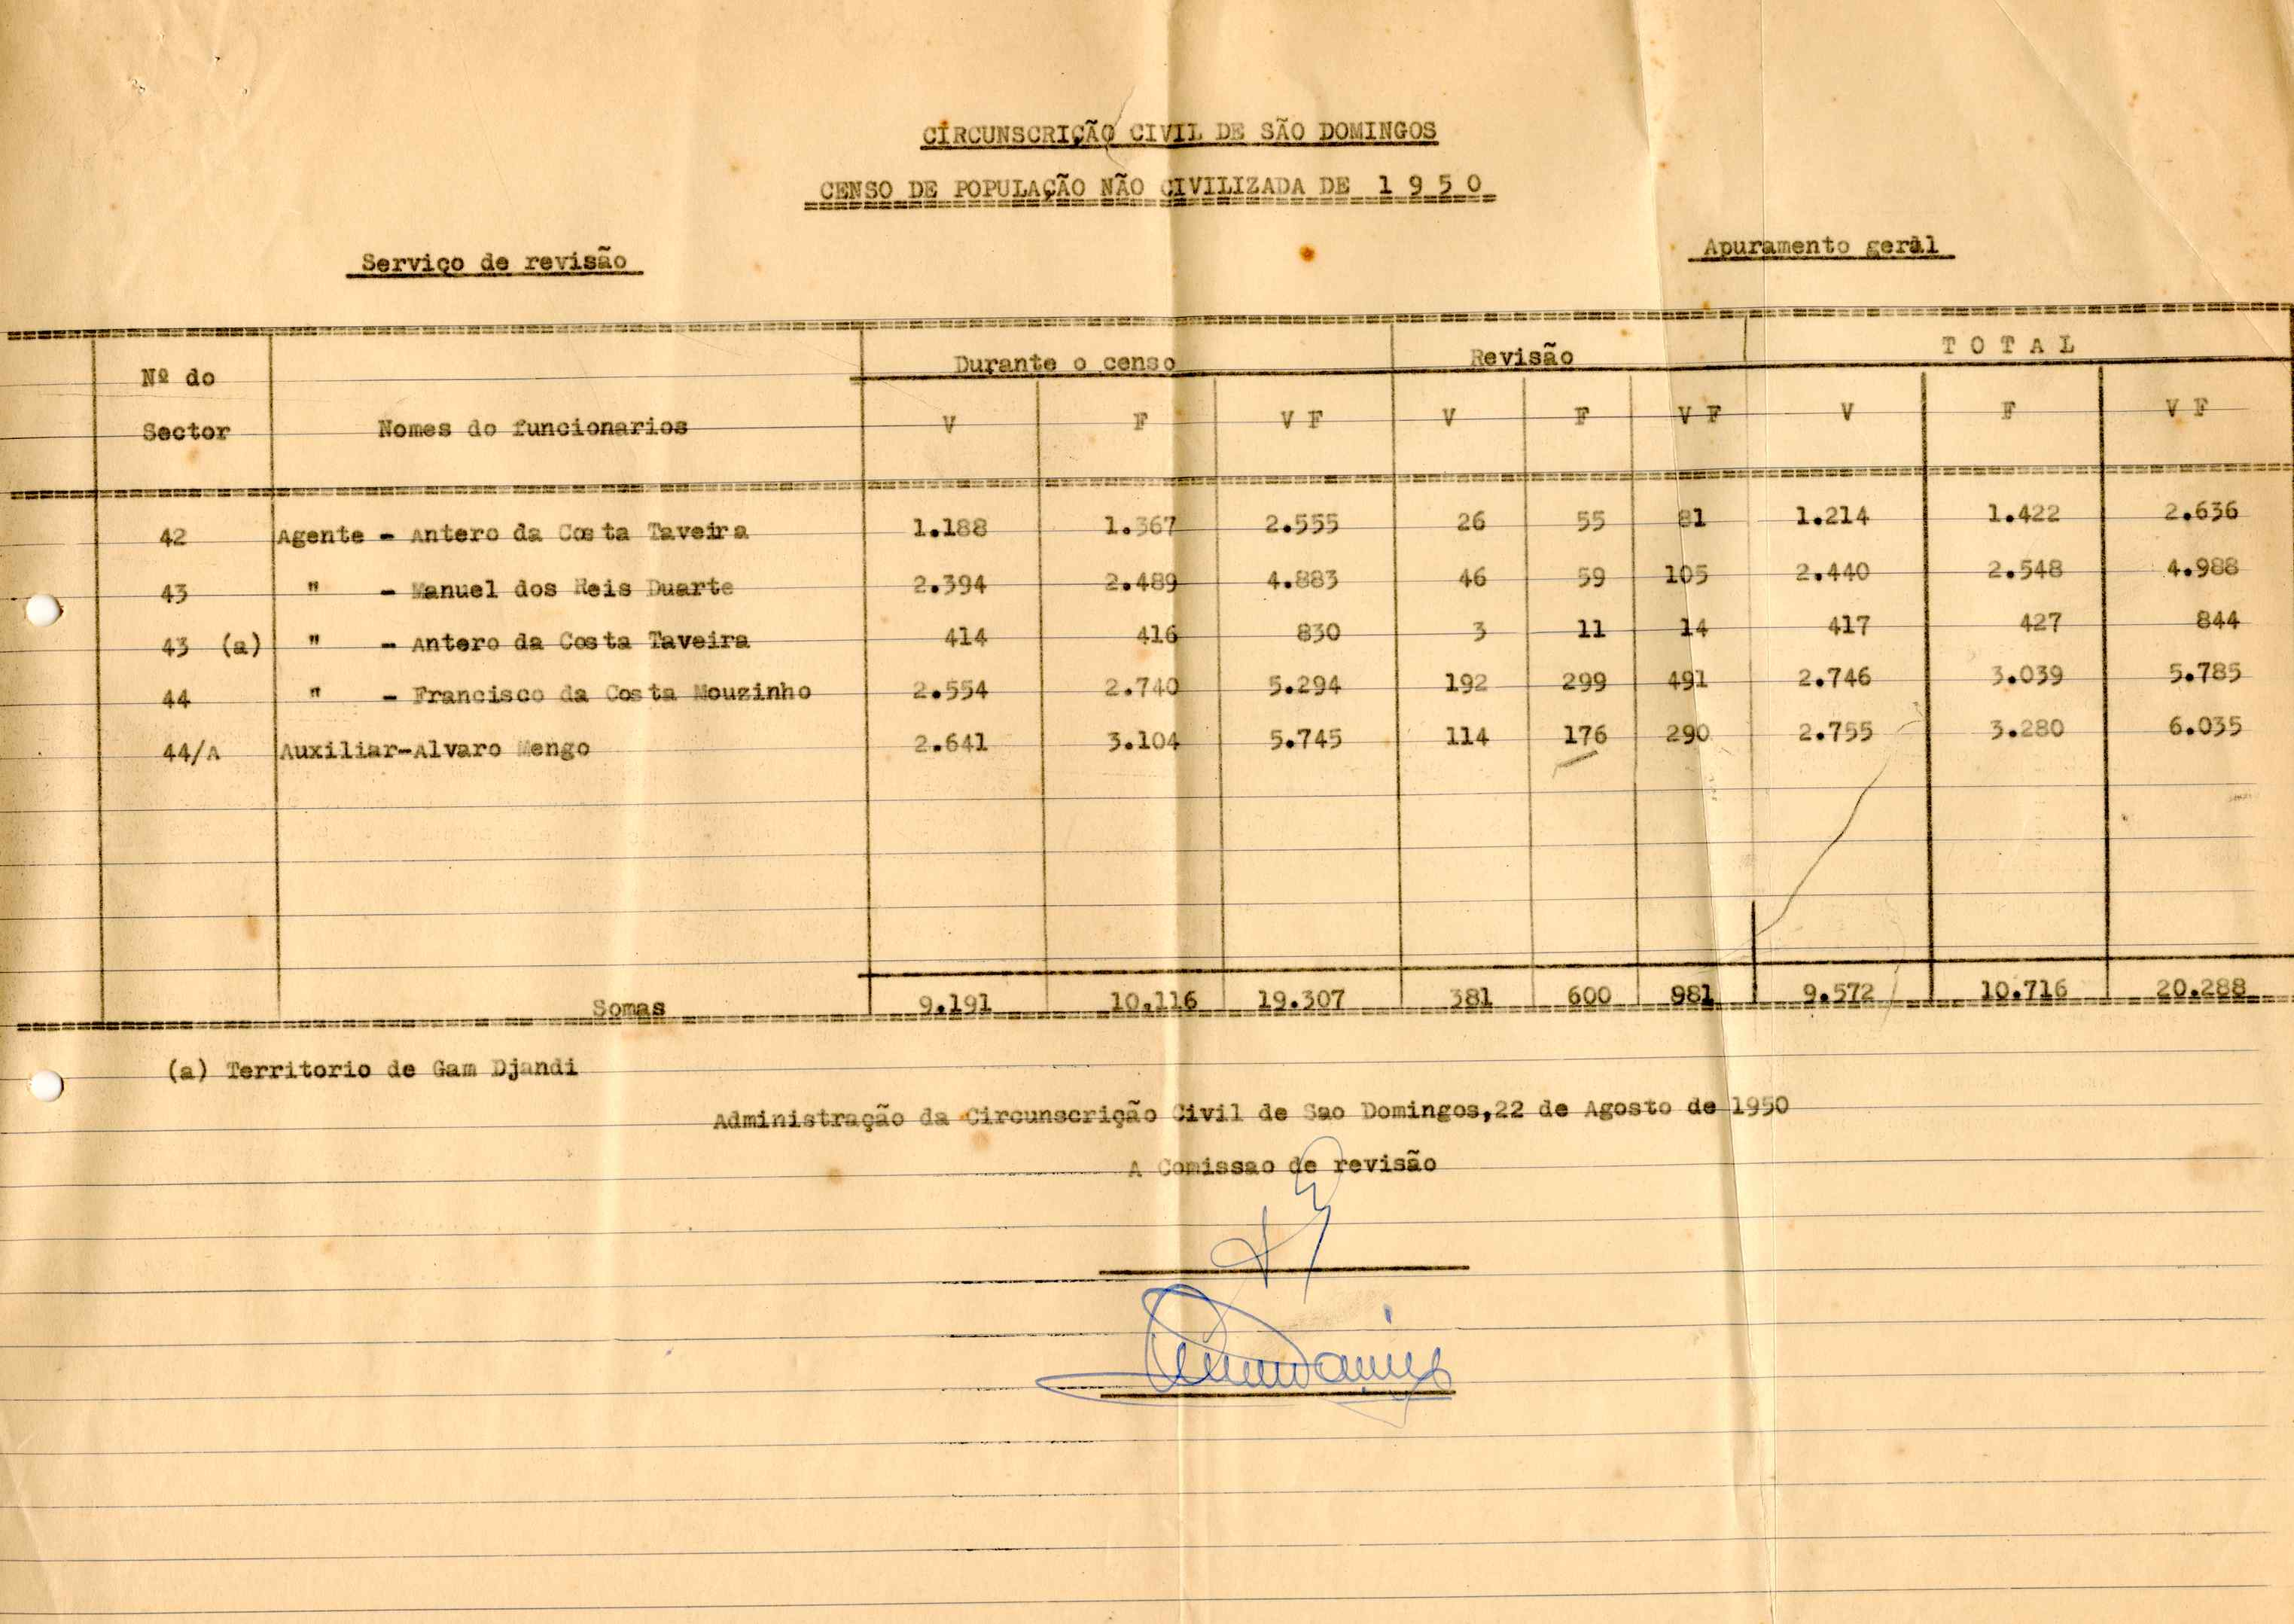 CIRCUNSCRIÇÃO CIVIL DE SÃO DOMINGOS
CENSO DE POPULAÇÃO NÃO CIVILIZADA DE 1 9 5 0
Serviço de revisão Apuramento geràl
Durante o censo Revisão T O T A L
Nº do
Sector Nomes do funcionarios V F V F V F V F V F V F
42 Agente - Antero da Costa Taveira 1.188 1.367 2.555 26 55 81 1.214 1.422 2.636
43 " - Manuel dos Reis Duarte 2.394 2.489 4.883 46 59 105 2.440 2.548 4.988
43 (a) " - Antero da Costa Taveira 414 416 830 3 11 14 417 427 844
44 " - Francisco da Costa Mouzinho 2.554 2.740 5.294 192 299 491 2.746 3.039 5.785
44/A Auxiliar-Alvaro Mengo 2.641 3.104 5.745 114 176 290 2.755 3.280 6.035
Somas 9.191 10.116 19.307 381 600 981 9.572 10.716 20.288
(a) Territorio de Gam Djandi
Administração da Circunscrição Civil de Sao Domingos,22 de Agosto de 1950
A Comissao de revisão